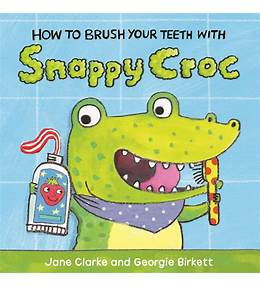 HOW TO BRUSH YOUR TEETH WITH
Snappy Croc
Jane Clarke and Georgie Birkett